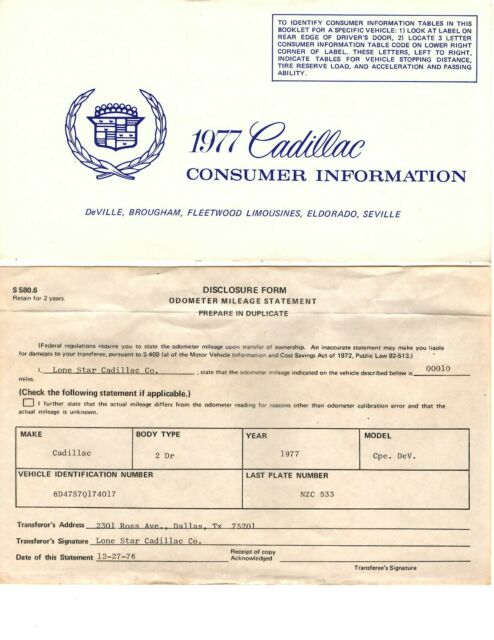 TO IDENTIFY CONSUMER INFORMATION TABLES IN THIS
BOOKLET FOR A SPECIFIC VEHICLE: 1) LOOK AT LABEL ON
REAR EDGE OF DRIVER'S DOOR, 2) LOCATE 3 LETTER
CONSUMER INFORMATION TABLE CODE ON LOWER RIGHT
CORNER OF LABEL. THESE LETTERS, LEFT TO RIGHT,
INDICATE TABLES FOR VEHICLE STOPPING DISTANCE,
TIRE RESERVE LOAD, AND ACCELERATION AND PASSING
ABILITY.
1977 Cadillac
CONSUMER INFORMATION
DeVILLE, BROUGHAM, FLEETWOOD LIMOUSINES, ELDORADO, SEVILLE
S 580.6
Retain for 2 years.
DISCLOSURE FORM
ODOMETER MILEAGE STATEMENT
PREPARE IN DUPLICATE
(Federal regulations require you to state the odometer mileage upon transfer of ownership. An inaccurate statement may make you liable
for damages to your transferee, pursuant to S 409 (a) of the Motor Vehicle Information and Cost Savings Act of 1972, Public Law 92-513.)
I, Lone Star Cadillac Co. , state that the odometer mileage indicated on the vehicle described below is 00010
miles.
(Check the following statement if applicable.)
I further state that the actual mileage differs from the odometer reading for reasons other than odometer calibration error and that the
actual mileage is unknown.
MAKE BODY TYPE YEAR MODEL
Cadillac 2 Dr 1977 Cpe. DeV.
VEHICLE IDENTIFICATION NUMBER LAST PLATE NUMBER
6D47S7Q174017 NZC 533
Transferor's Address 2301 Ross Ave., Dallas, Tx 75201
Transferor's Signature Lone Star Cadillac Co.
Date of this Statement 12-27-76 Receipt of copy
Acknowledged
Transferee's Signature